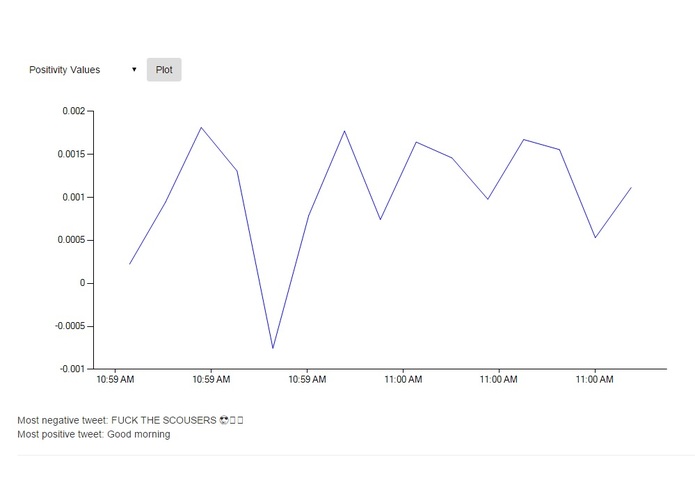 Positivity Values ▼ Plot
0.002
0.0015
0.001
0.0005
0
-0.0005
-0.001
10:59 AM 10:59 AM 10:59 AM 11:00 AM 11:00 AM 11:00 AM
Most negative tweet: FUCK THE SCOUSERS 😎▯▯
Most positive tweet: Good morning